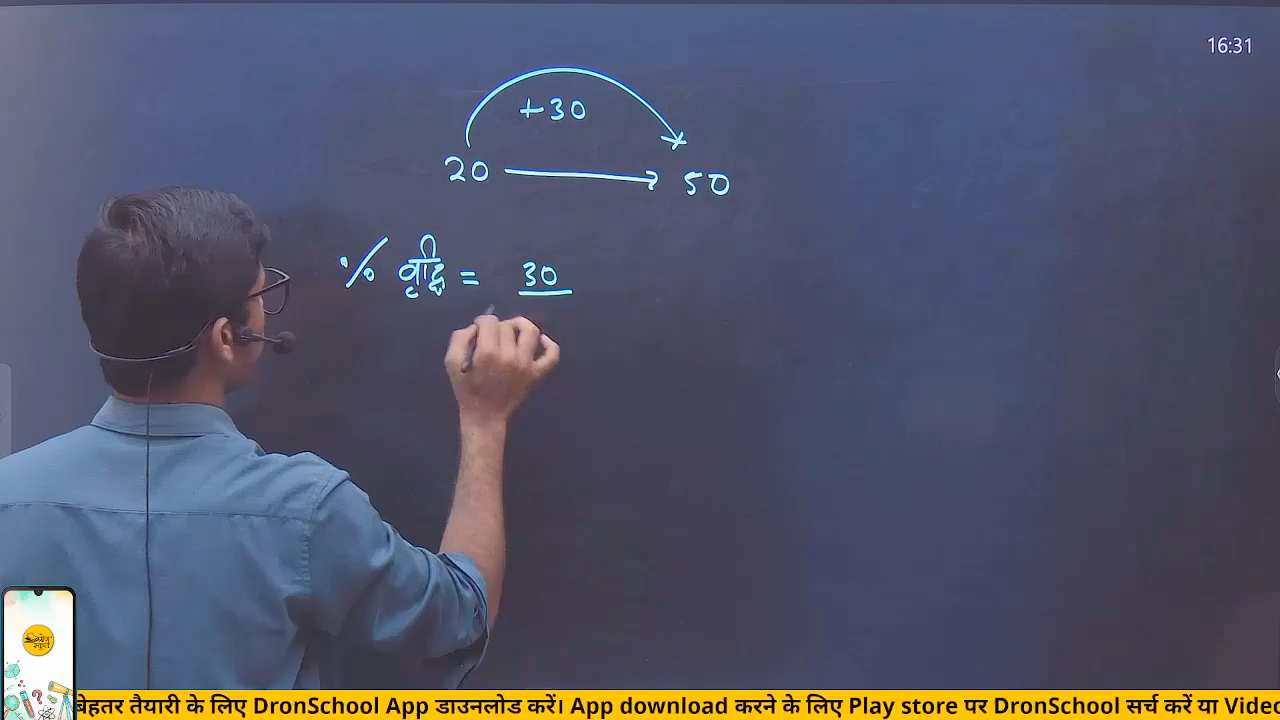 16:31
+30
20 → 50
% वृद्धि = 30
बेहतर तैयारी के लिए DronSchool App डाउनलोड करें। App download करने के लिए Play store पर DronSchool सर्च करें या Video